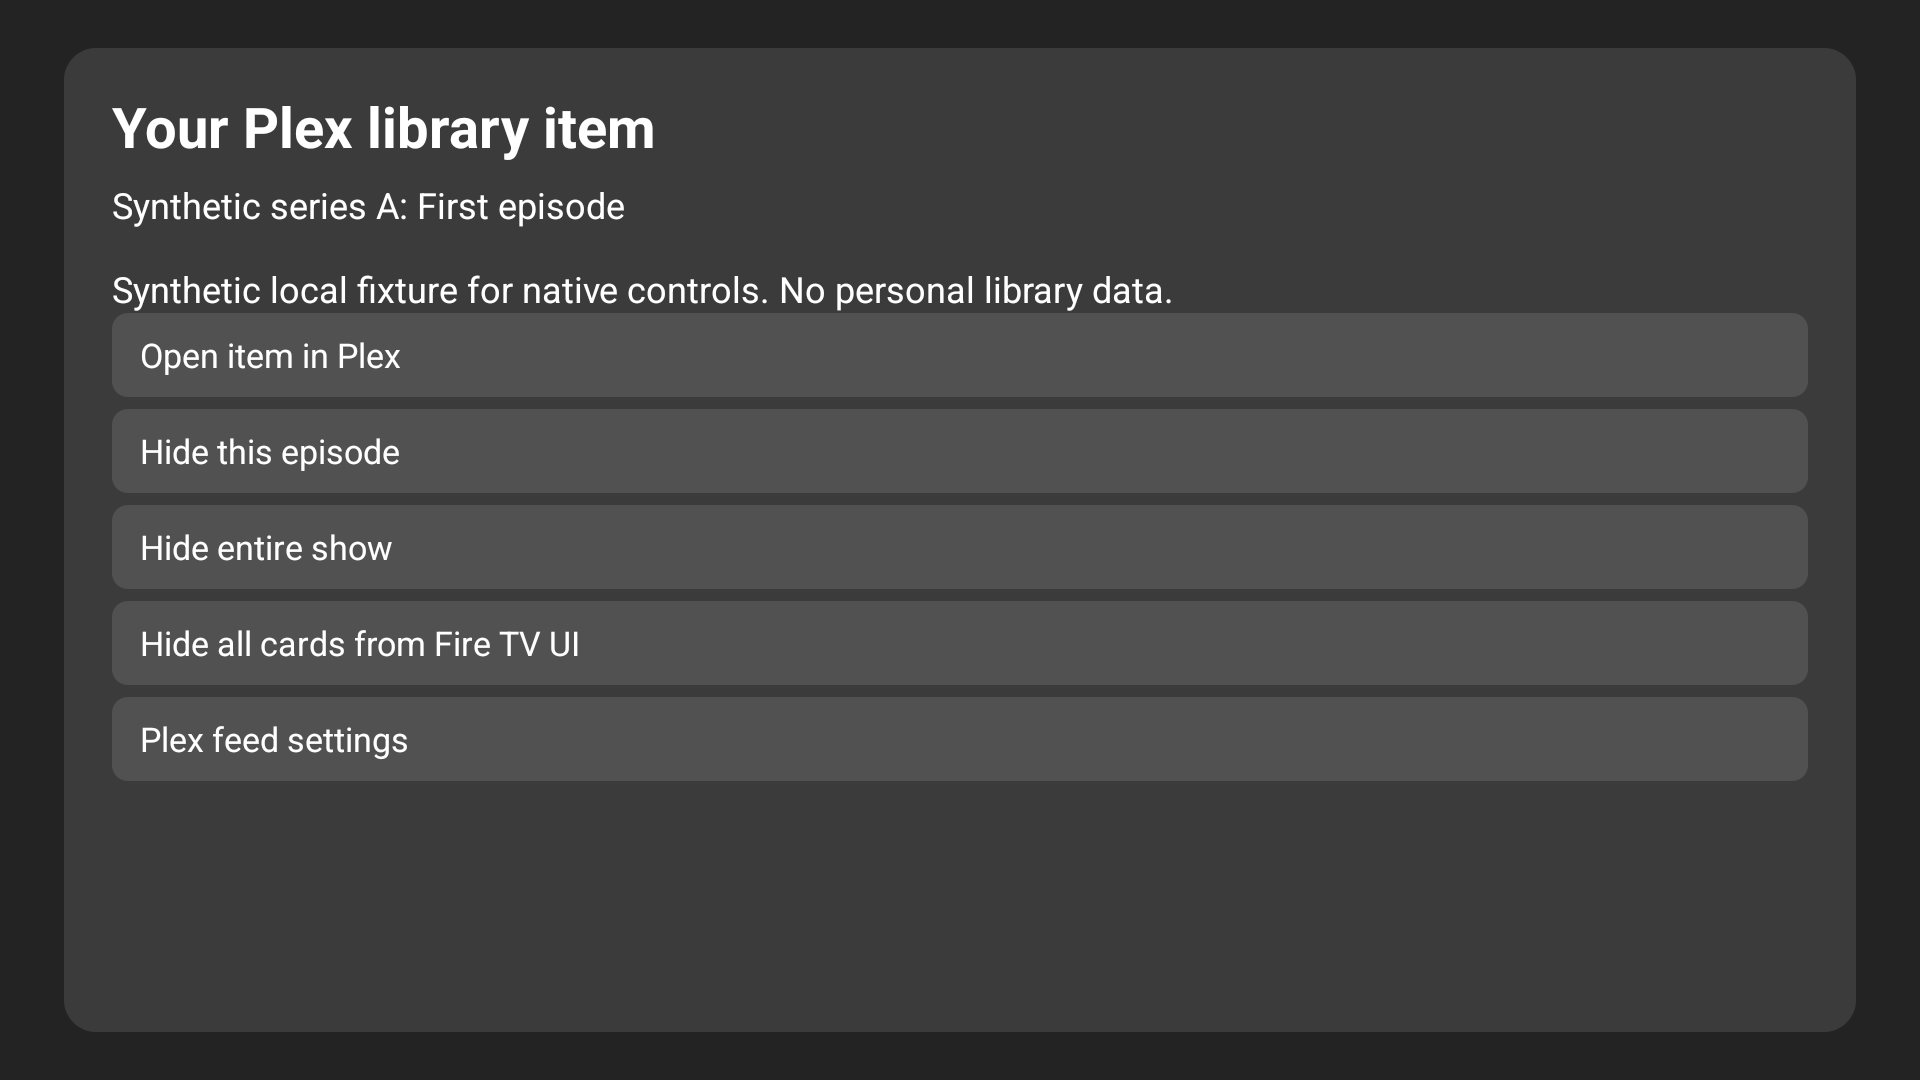 Your Plex library item
Synthetic series A: First episode
Synthetic local fixture for native controls. No personal library data.
Open item in Plex
Hide this episode
Hide entire show
Hide all cards from Fire TV UI
Plex feed settings